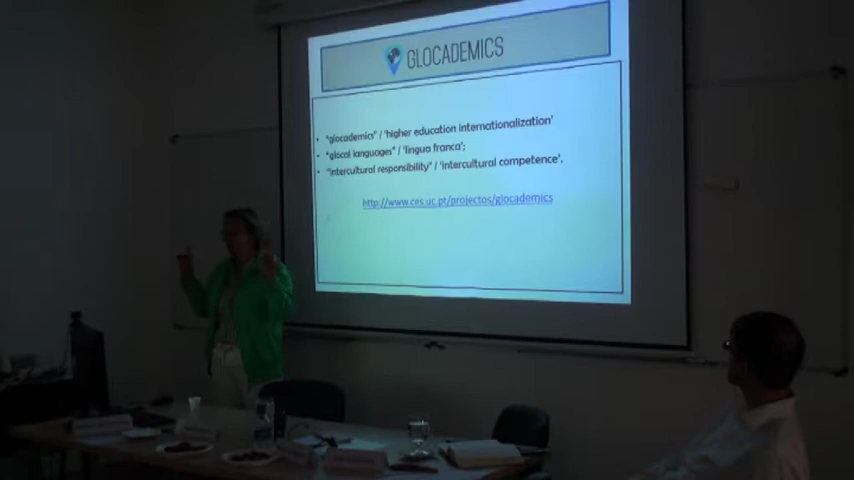 GLOCADEMICS
• "glocademics" / 'higher education internationalization'
• "glocal languages" / 'lingua franca';
• "intercultural responsibility" / 'intercultural competence'.
http://www.ces.uc.pt/projectos/glocademics